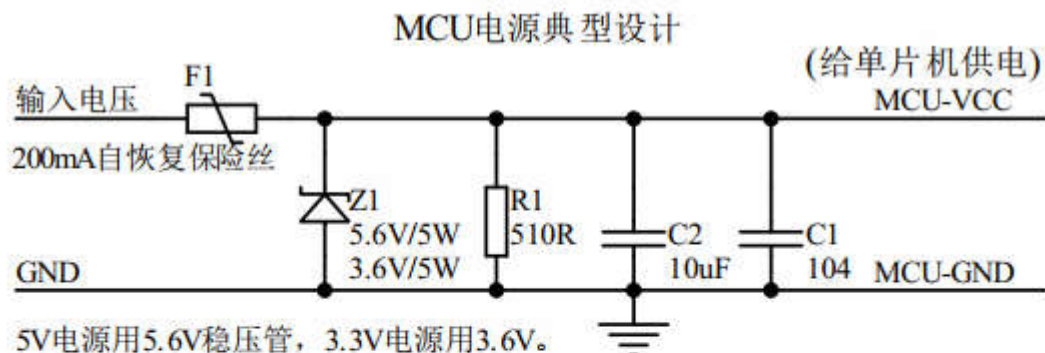 MCU电源典型设计
(给单片机供电)
F1
输入电压
MCU-VCC
200mA自恢复保险丝
Z1
5.6V/5W
3.6V/5W
R1
510R
C2
10uF
C1
104
GND
MCU-GND
5V电源用5.6V稳压管，3.3V电源用3.6V。